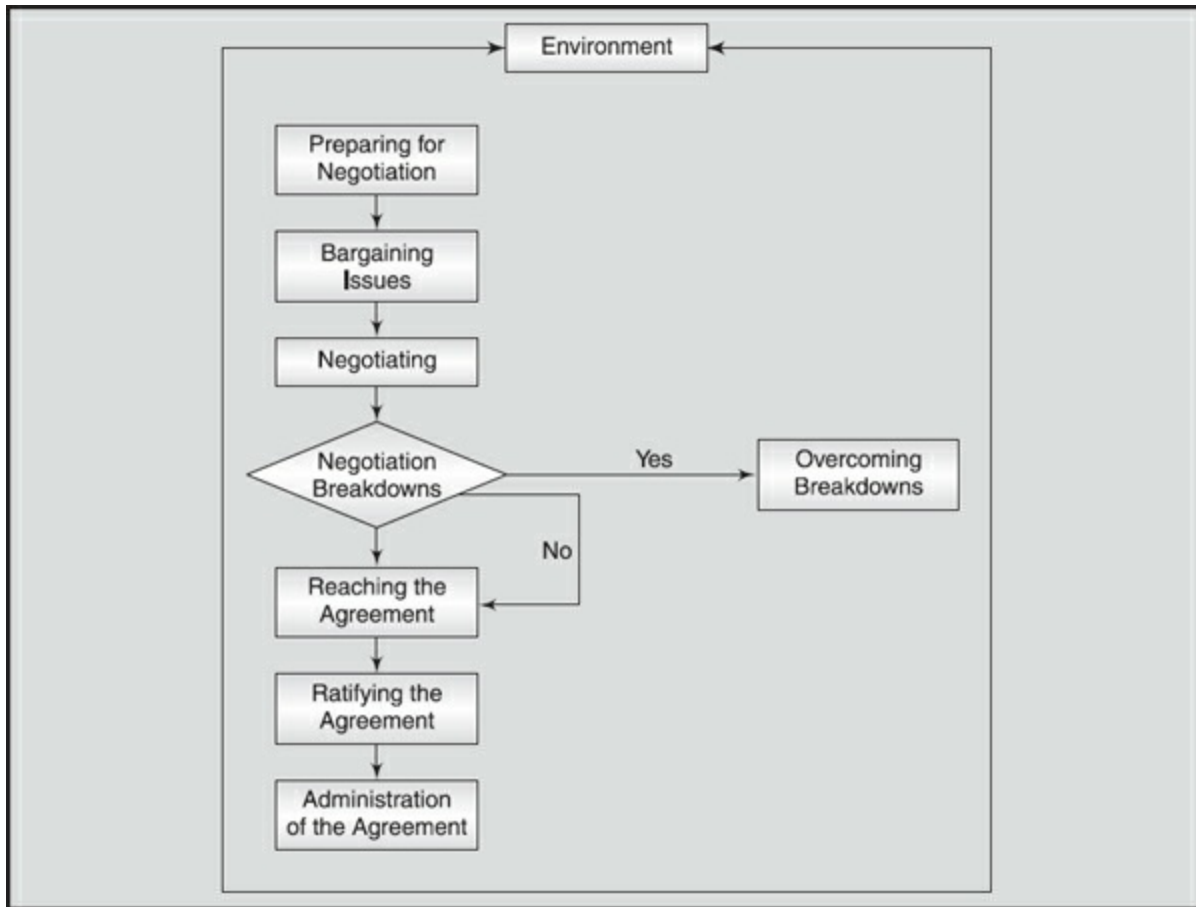 Environment
Preparing for
Negotiation
Bargaining
Issues
Negotiating
Negotiation
Breakdowns
Yes
Overcoming
Breakdowns
No
Reaching the
Agreement
Ratifying the
Agreement
Administration
of the Agreement